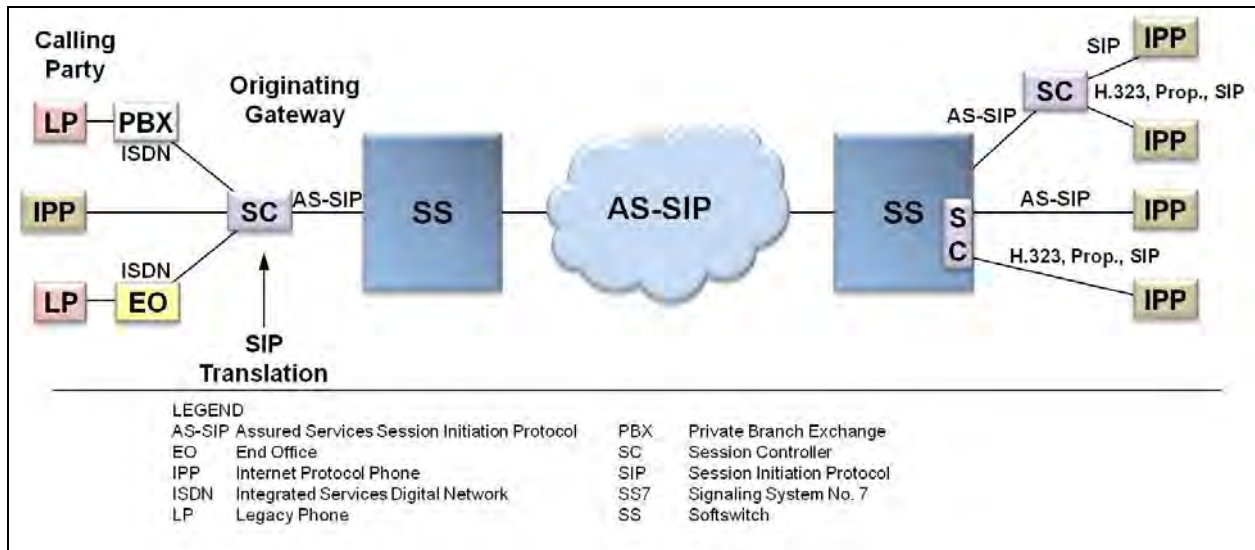 Calling
Party
Originating
Gateway
LP
PBX
ISDN
IPP
SC
AS-SIP
ISDN
LP
EO
SIP
Translation
SS
AS-SIP
SS
S
C
AS-SIP
SC
SIP
IPP
H.323, Prop., SIP
IPP
AS-SIP
IPP
H.323, Prop., SIP
IPP
LEGEND
AS-SIP Assured Services Session Initiation Protocol
EO End Office
IPP Internet Protocol Phone
ISDN Integrated Services Digital Network
LP Legacy Phone
PBX Private Branch Exchange
SC Session Controller
SIP Session Initiation Protocol
SS7 Signaling System No. 7
SS Softswitch